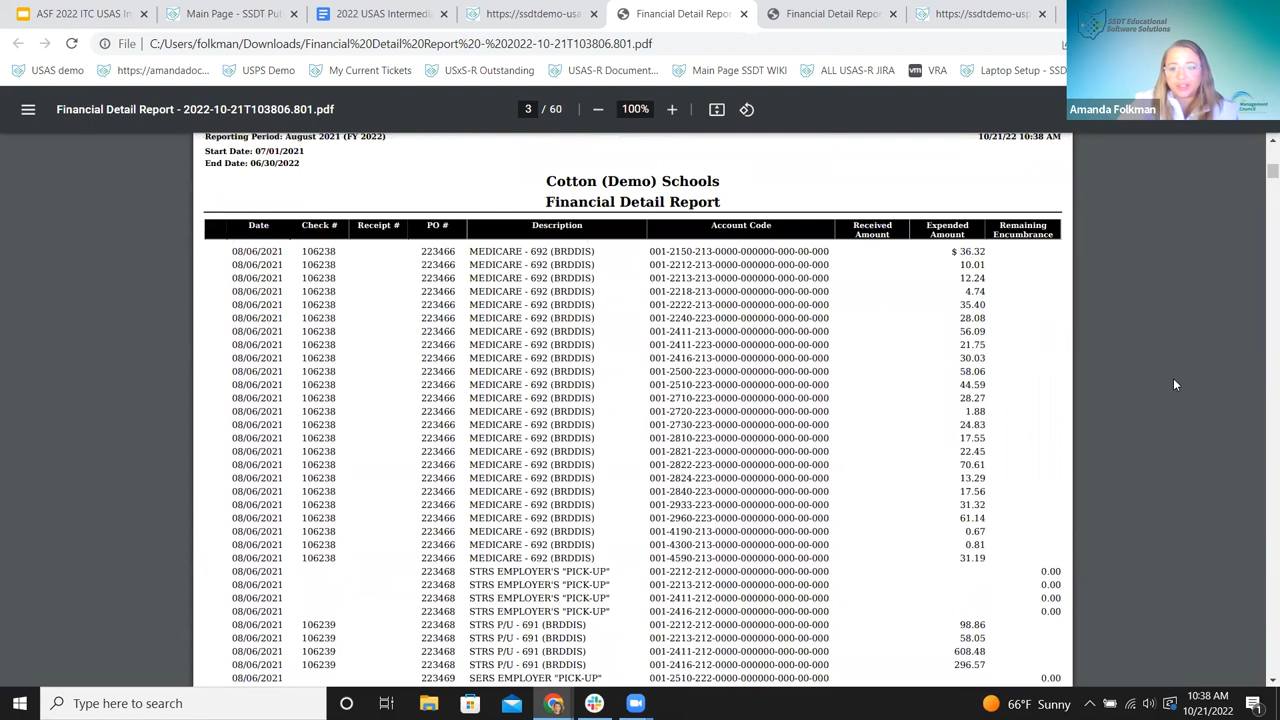 ASF 2022 ITC USAS In
Main Page - SSDT Pu
2022 USAS Intermedi
https://ssdtdemo-usa
Financial Detail Repor
Financial Detail Repor
https://ssdtdemo-usp
SSDT Educational
Software Solutions
File C:/Users/folkman/Downloads/Financial%20Detail%20Report%20-%202022-10-21T103806.801.pdf
USAS demo
https://amandadoc...
USPS Demo
My Current Tickets
USxS-R Outstanding
USAS-R Document...
Main Page SSDT WIKI
ALL USAS-R JIRA
vm VRA
Laptop Setup - SSD
Management
Council
Amanda Folkman
Financial Detail Report - 2022-10-21T103806.801.pdf 3 / 60 — 100% +
Reporting Period: August 2021 (FY 2022) 10/21/22 10:38 AM
Start Date: 07/01/2021
End Date: 06/30/2022
Cotton (Demo) Schools
Financial Detail Report
Date Check # Receipt # PO # Description Account Code Received Amount Expended Amount Remaining Encumbrance
08/06/2021 106238 223466 MEDICARE - 692 (BRDDIS) 001-2150-213-0000-000000-000-00-000 $ 36.32
08/06/2021 106238 223466 MEDICARE - 692 (BRDDIS) 001-2212-213-0000-000000-000-00-000 10.01
08/06/2021 106238 223466 MEDICARE - 692 (BRDDIS) 001-2213-213-0000-000000-000-00-000 12.24
08/06/2021 106238 223466 MEDICARE - 692 (BRDDIS) 001-2218-213-0000-000000-000-00-000 4.74
08/06/2021 106238 223466 MEDICARE - 692 (BRDDIS) 001-2222-213-0000-000000-000-00-000 35.40
08/06/2021 106238 223466 MEDICARE - 692 (BRDDIS) 001-2240-223-0000-000000-000-00-000 28.08
08/06/2021 106238 223466 MEDICARE - 692 (BRDDIS) 001-2411-213-0000-000000-000-00-000 56.09
08/06/2021 106238 223466 MEDICARE - 692 (BRDDIS) 001-2411-223-0000-000000-000-00-000 21.75
08/06/2021 106238 223466 MEDICARE - 692 (BRDDIS) 001-2416-213-0000-000000-000-00-000 30.03
08/06/2021 106238 223466 MEDICARE - 692 (BRDDIS) 001-2500-223-0000-000000-000-00-000 58.06
08/06/2021 106238 223466 MEDICARE - 692 (BRDDIS) 001-2510-223-0000-000000-000-00-000 44.59
08/06/2021 106238 223466 MEDICARE - 692 (BRDDIS) 001-2710-223-0000-000000-000-00-000 28.27
08/06/2021 106238 223466 MEDICARE - 692 (BRDDIS) 001-2720-223-0000-000000-000-00-000 1.88
08/06/2021 106238 223466 MEDICARE - 692 (BRDDIS) 001-2730-223-0000-000000-000-00-000 24.83
08/06/2021 106238 223466 MEDICARE - 692 (BRDDIS) 001-2810-223-0000-000000-000-00-000 17.55
08/06/2021 106238 223466 MEDICARE - 692 (BRDDIS) 001-2821-223-0000-000000-000-00-000 22.45
08/06/2021 106238 223466 MEDICARE - 692 (BRDDIS) 001-2822-223-0000-000000-000-00-000 70.61
08/06/2021 106238 223466 MEDICARE - 692 (BRDDIS) 001-2824-223-0000-000000-000-00-000 13.29
08/06/2021 106238 223466 MEDICARE - 692 (BRDDIS) 001-2840-223-0000-000000-000-00-000 17.56
08/06/2021 106238 223466 MEDICARE - 692 (BRDDIS) 001-2933-223-0000-000000-000-00-000 31.32
08/06/2021 106238 223466 MEDICARE - 692 (BRDDIS) 001-2960-223-0000-000000-000-00-000 61.14
08/06/2021 106238 223466 MEDICARE - 692 (BRDDIS) 001-4190-213-0000-000000-000-00-000 0.67
08/06/2021 106238 223466 MEDICARE - 692 (BRDDIS) 001-4300-213-0000-000000-000-00-000 0.81
08/06/2021 106238 223466 MEDICARE - 692 (BRDDIS) 001-4590-213-0000-000000-000-00-000 31.19
08/06/2021 223468 STRS EMPLOYER'S "PICK-UP" 001-2212-212-0000-000000-000-00-000 0.00
08/06/2021 223468 STRS EMPLOYER'S "PICK-UP" 001-2213-212-0000-000000-000-00-000 0.00
08/06/2021 223468 STRS EMPLOYER'S "PICK-UP" 001-2411-212-0000-000000-000-00-000 0.00
08/06/2021 223468 STRS EMPLOYER'S "PICK-UP" 001-2416-212-0000-000000-000-00-000 0.00
08/06/2021 106239 223468 STRS P/U - 691 (BRDDIS) 001-2212-212-0000-000000-000-00-000 98.86
08/06/2021 106239 223468 STRS P/U - 691 (BRDDIS) 001-2213-212-0000-000000-000-00-000 58.05
08/06/2021 106239 223468 STRS P/U - 691 (BRDDIS) 001-2411-212-0000-000000-000-00-000 608.48
08/06/2021 106239 223468 STRS P/U - 691 (BRDDIS) 001-2416-212-0000-000000-000-00-000 296.57
08/06/2021 223469 SERS EMPLOYER "PICK-UP" 001-2510-222-0000-000000-000-00-000 0.00
Type here to search
66°F Sunny
10:38 AM
10/21/2022
1